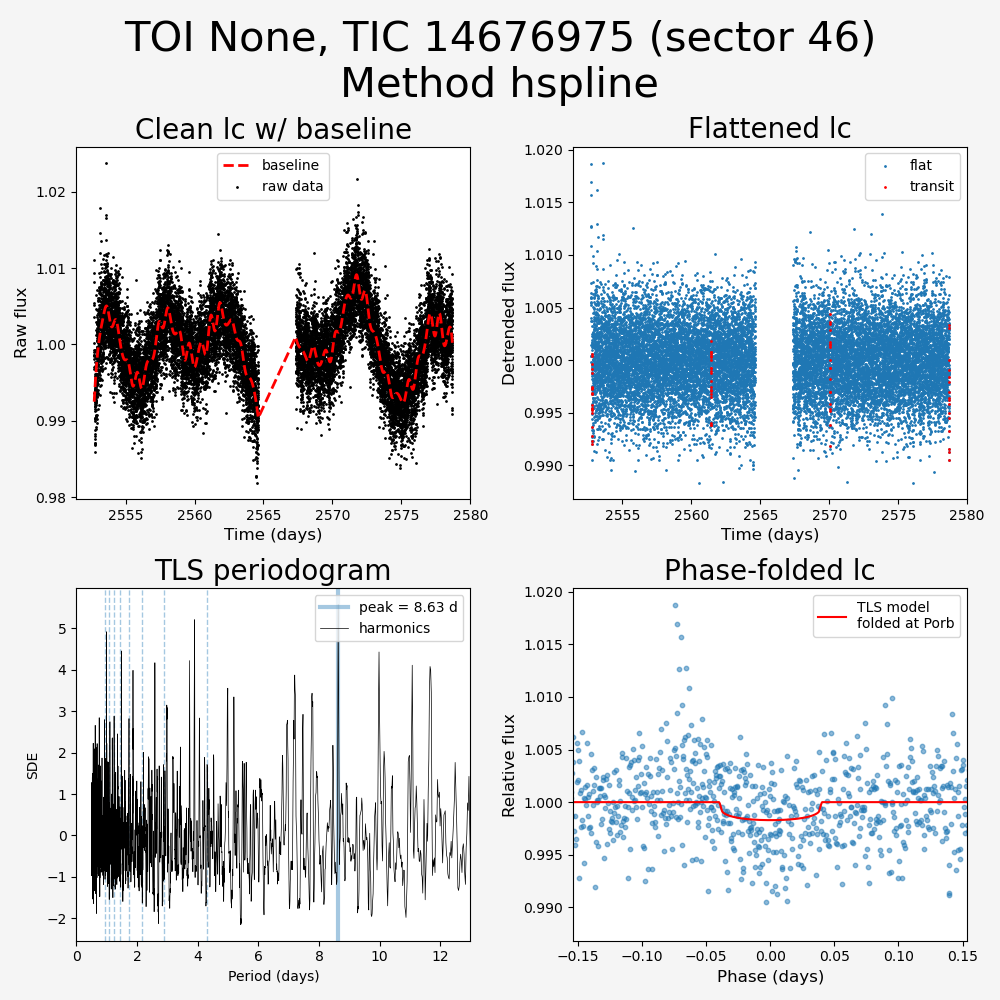 TOI None, TIC 14676975 (sector 46)
Method hspline
Clean lc w/ baseline
Flattened lc
baseline
raw data
flat
transit
1.02
1.01
1.00
0.99
0.98
Raw flux
2555
2560
2565
2570
2575
2580
Time (days)
1.020
1.015
1.010
1.005
1.000
0.995
0.990
Detrended flux
2555
2560
2565
2570
2575
2580
Time (days)
TLS periodogram
Phase-folded lc
peak = 8.63 d
harmonics
TLS model
folded at Porb
5
4
3
2
1
0
−1
−2
SDE
0
2
4
6
8
10
12
Period (days)
1.020
1.015
1.010
1.005
1.000
0.995
0.990
Relative flux
−0.15
−0.10
−0.05
0.00
0.05
0.10
0.15
Phase (days)